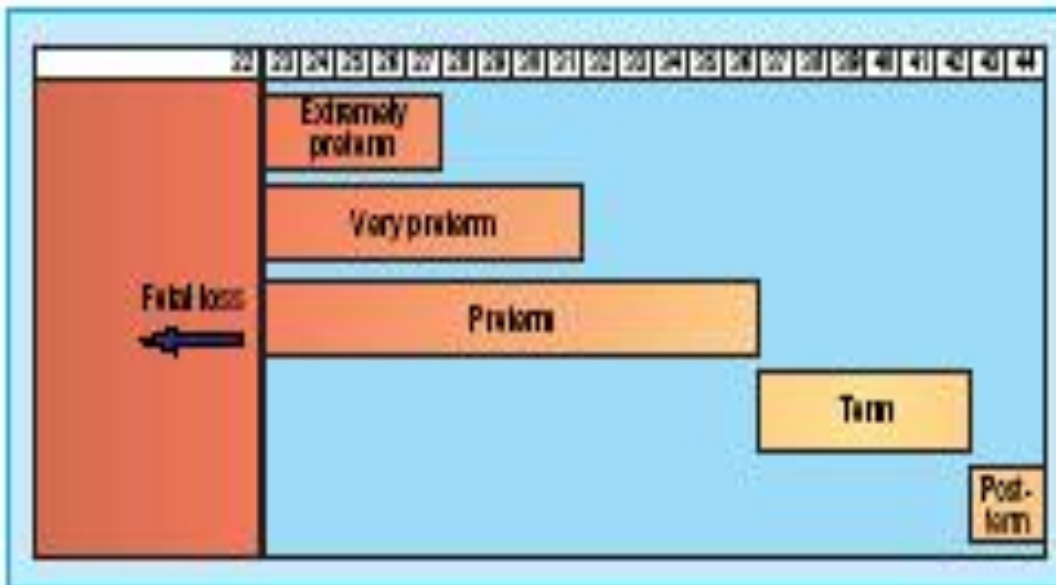 22 23 24 25 26 27 28 29 30 31 32 33 34 35 36 37 38 39 40 41 42 43 44
Extremely
preterm
Very preterm
Fetal loss
Preterm
Term
Post-
term